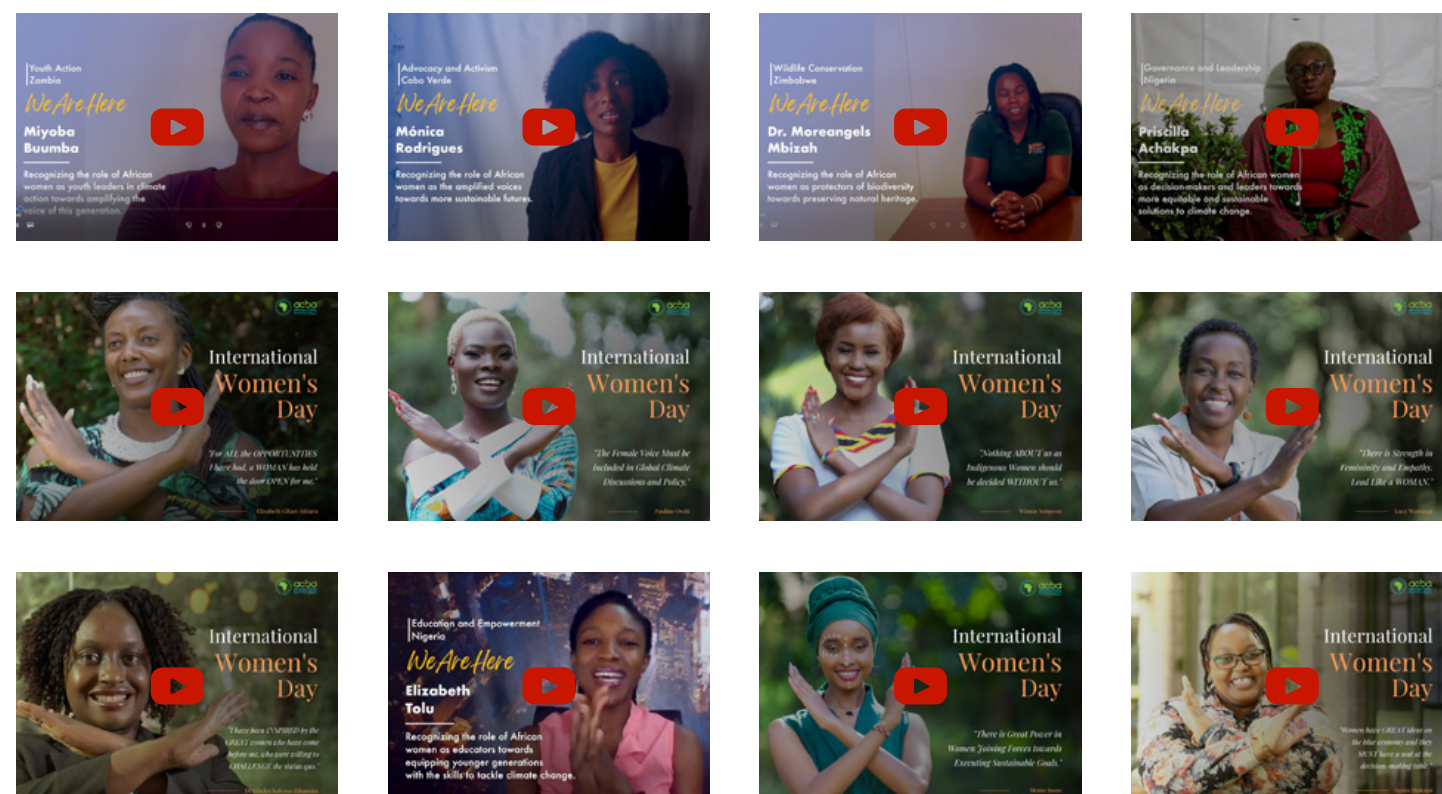 Youth Action
Zambia
We Are Here
Miyoba
Buumba
Recognizing the role of African
women as youth leaders in climate
action towards amplifying the
voice of this generation.
Advocacy and Activism
Cabo Verde
We Are Here
Mónica
Rodrigues
Recognizing the role of African
women as the amplified voices
towards more sustainable futures.
Wildlife Conservation
Zimbabwe
We Are Here
Dr. Moreangels
Mbizah
Recognizing the role of African
women as protectors of biodiversity
towards preserving natural heritage.
Governance and Leadership
Nigeria
We Are Here
Priscilla
Achakpa
Recognizing the role of African women
as decision-makers and leaders towards
more equitable and sustainable
solutions to climate change.
acba
International
Women's
Day
"For ALL the OPPORTUNITIES
I have had, a WOMAN has held
the door OPEN for me."
acba
International
Women's
Day
"The Female Voice Must be
included in Global Climate
Discussions and Policy."
acba
International
Women's
Day
"Nothing ABOUT us as
Indigenous Women should
be decided WITHOUT us."
acba
International
Women's
Day
"There is Strength in
Femininity and Empathy.
Lead Like a WOMAN."
acba
International
Women's
Day
"I have been INSPIRED by the
GREAT women who have come
before me, who were willing to
CHALLENGE the status quo."
Education and Empowerment
Nigeria
We Are Here
Elizabeth
Tolu
Recognizing the role of African
women as educators towards
equipping younger generations
with the skills to tackle climate change.
acba
International
Women's
Day
"There is Great Power in
Women Joining Forces towards
Executing Sustainable Goals."
acba
International
Women's
Day
"Women have GREAT ideas on
the blue economy and they
MUST have a seat at the
decision-making table."